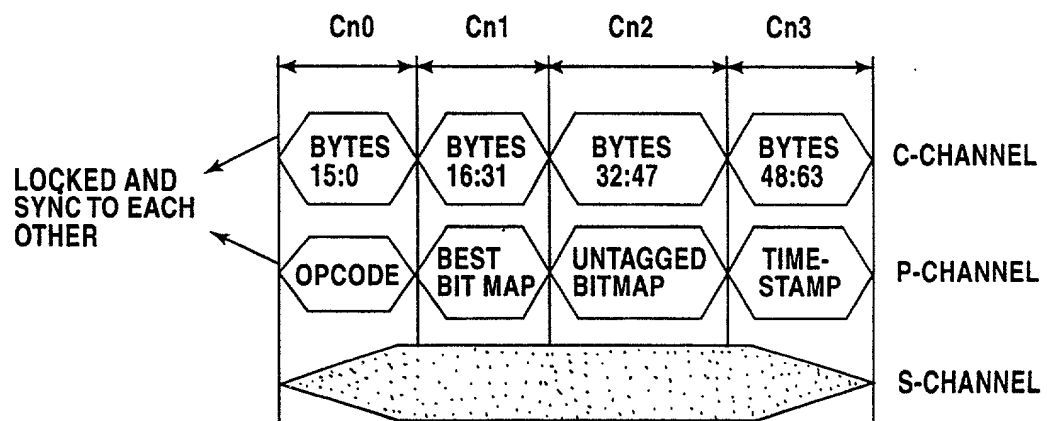 Cn0 Cn1 Cn2 Cn3
BYTES 15:0
BYTES 16:31
BYTES 32:47
BYTES 48:63
C-CHANNEL
LOCKED AND
SYNC TO EACH
OTHER
OPCODE
BEST
BIT MAP
UNTAGGED
BITMAP
TIME-
STAMP
P-CHANNEL
S-CHANNEL